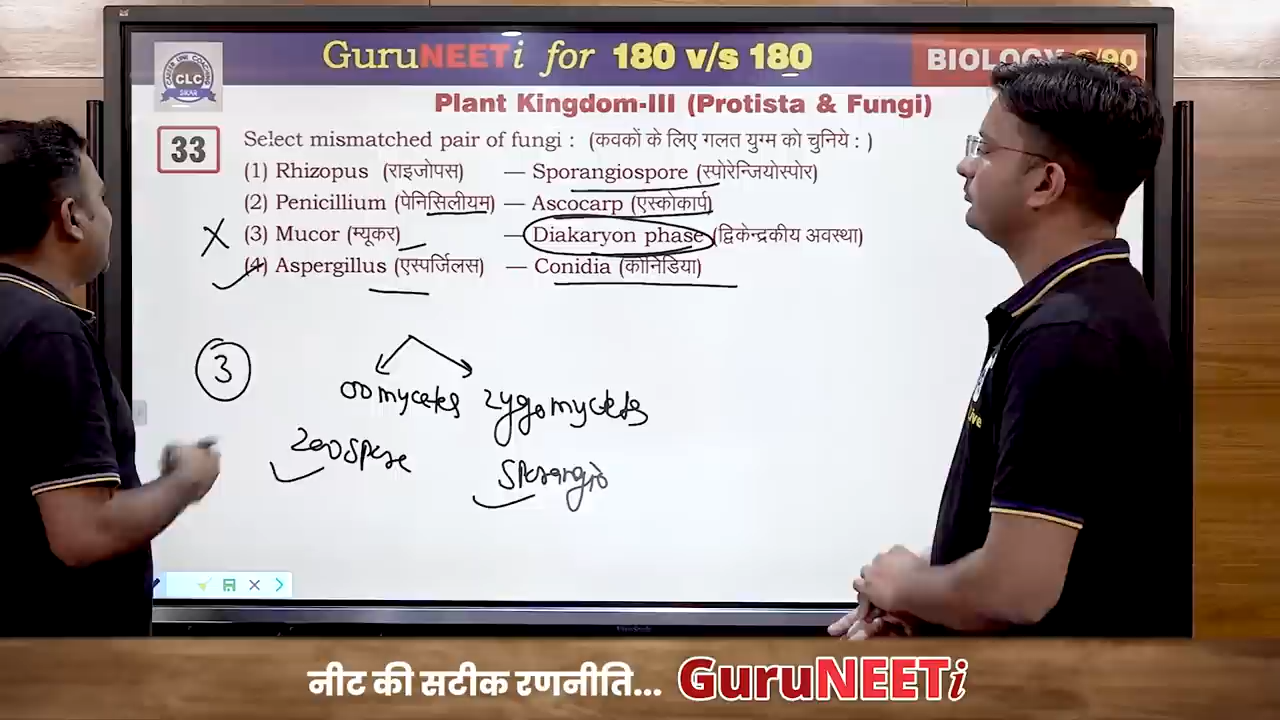 GuruNEETi for 180 v/s 180
BIOLOGY /90
CLC
SIKAR
Plant Kingdom-III (Protista & Fungi)
33
Select mismatched pair of fungi : (कवकों के लिए गलत युग्म को चुनिये : )
(1) Rhizopus (राइजोपस) — Sporangiospore (स्पोरेन्जियोस्पोर)
(2) Penicillium (पेनिसिलीयम) — Ascocarp (एस्कोकार्प)
(3) Mucor (म्यूकर) — Diakaryon phase (द्विकेन्द्रकीय अवस्था)
(4) Aspergillus (एस्पर्जिलस) — Conidia (कोनिडिया)
3
oomycetes zygomycetes
zoospore
sporangio
नीट की सटीक रणनीति... GuruNEETi